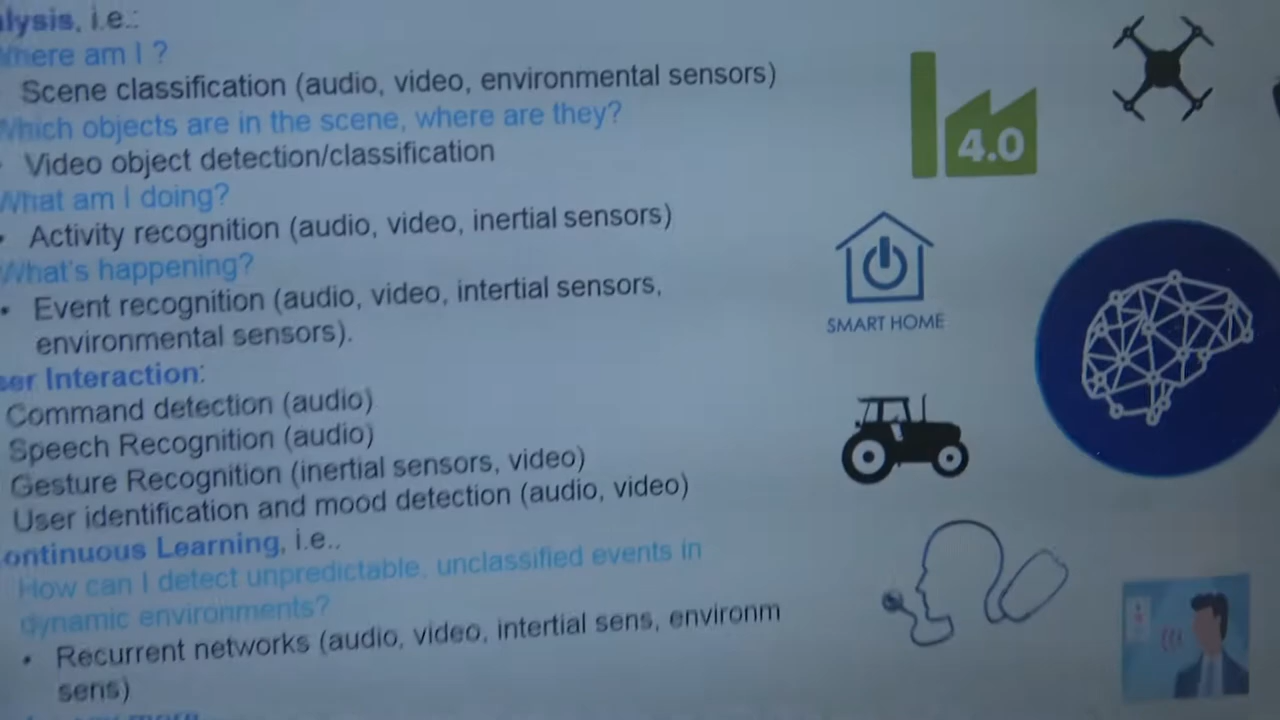 lysis, i.e.:
Where am I ?
Scene classification (audio, video, environmental sensors)
Which objects are in the scene, where are they?
• Video object detection/classification
What am I doing?
• Activity recognition (audio, video, inertial sensors)
What's happening?
• Event recognition (audio, video, intertial sensors,
environmental sensors).
ser Interaction:
Command detection (audio)
Speech Recognition (audio)
Gesture Recognition (inertial sensors, video)
User identification and mood detection (audio, video)
ontinuous Learning, i.e..
How can I detect unpredictable, unclassified events in
dynamic environments?
• Recurrent networks (audio, video, intertial sens, environm
sens)
4.0
SMART HOME